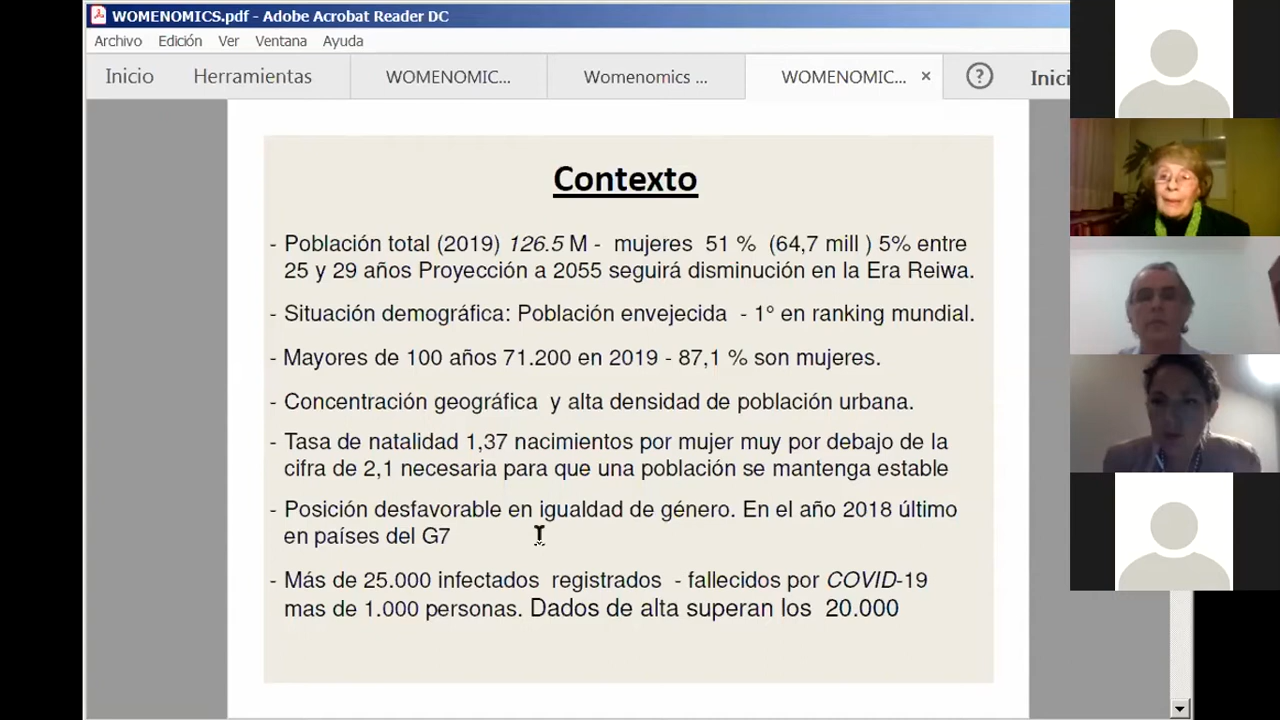 WOMENOMICS.pdf - Adobe Acrobat Reader DC
Archivo Edición Ver Ventana Ayuda
Inicio Herramientas WOMENOMIC... Womenomics ... WOMENOMIC... × ? Inici
Contexto
- Población total (2019) 126.5 M - mujeres 51 % (64,7 mill ) 5% entre
25 y 29 años Proyección a 2055 seguirá disminución en la Era Reiwa.
- Situación demográfica: Población envejecida - 1° en ranking mundial.
- Mayores de 100 años 71.200 en 2019 - 87,1 % son mujeres.
- Concentración geográfica y alta densidad de población urbana.
- Tasa de natalidad 1,37 nacimientos por mujer muy por debajo de la
cifra de 2,1 necesaria para que una población se mantenga estable
- Posición desfavorable en igualdad de género. En el año 2018 último
en países del G7
- Más de 25.000 infectados registrados - fallecidos por COVID-19
mas de 1.000 personas. Dados de alta superan los 20.000